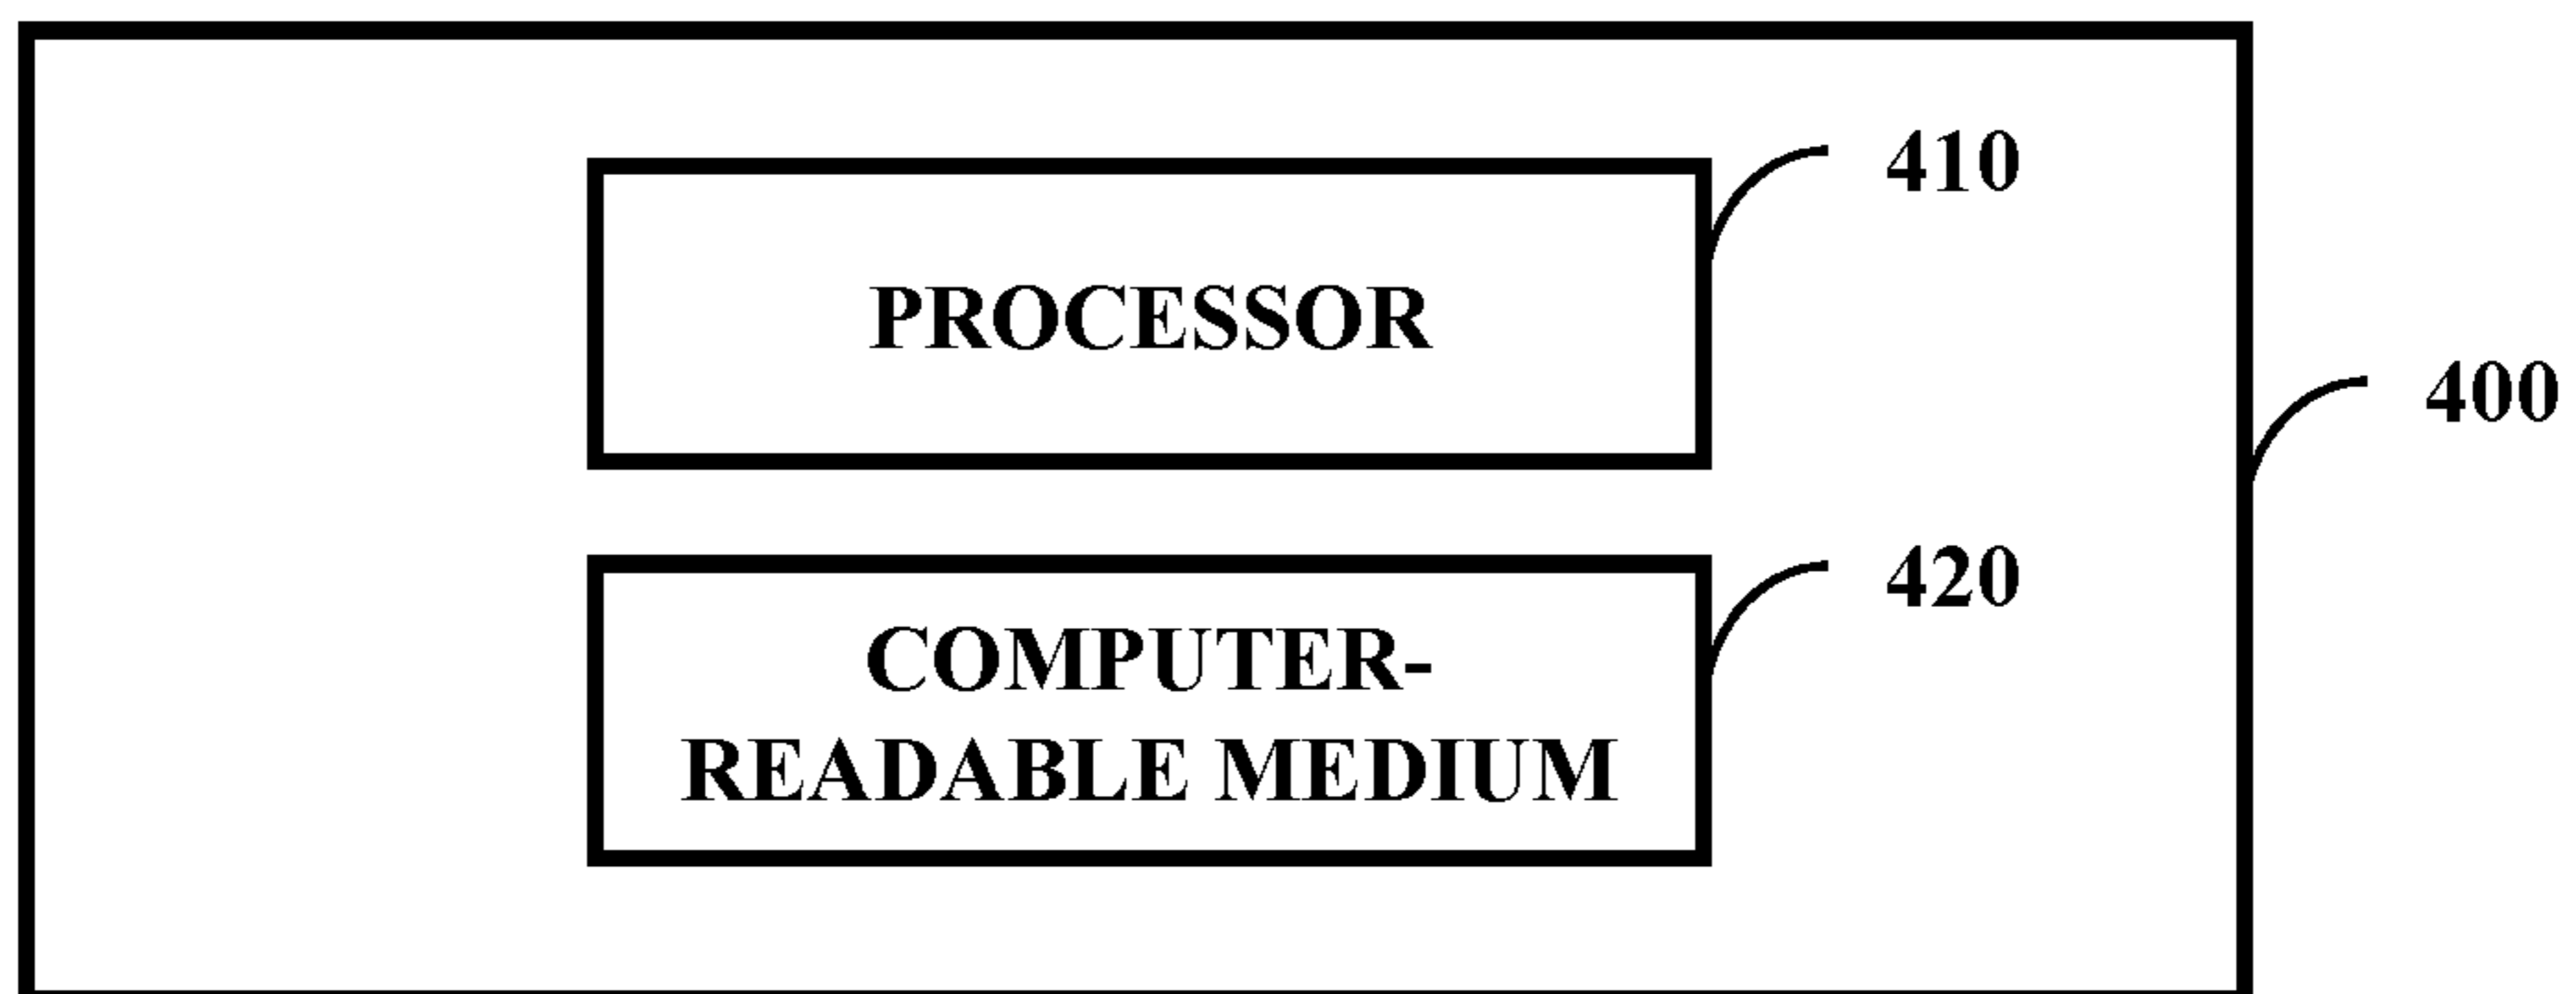 410
PROCESSOR
400
420
COMPUTER-
READABLE MEDIUM